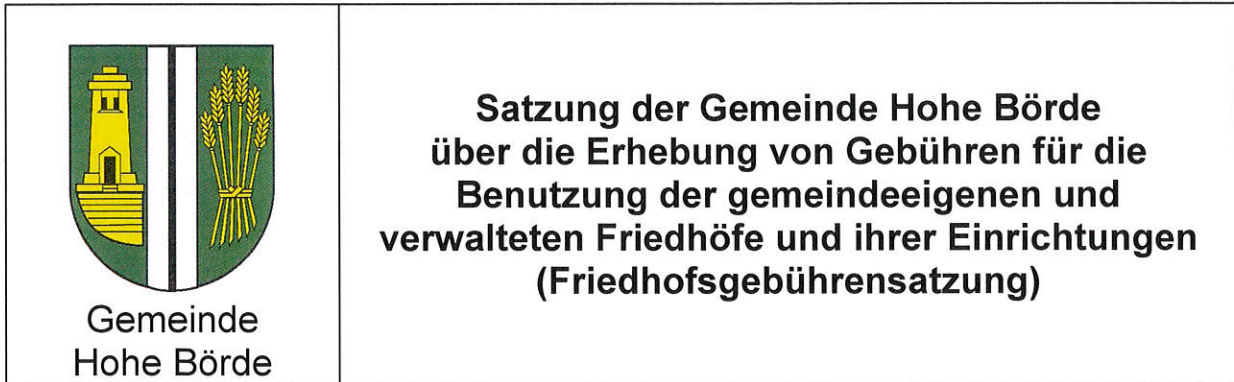 Gemeinde
Hohe Börde
Satzung der Gemeinde Hohe Börde
über die Erhebung von Gebühren für die
Benutzung der gemeindeeigenen und
verwalteten Friedhöfe und ihrer Einrichtungen
(Friedhofsgebührensatzung)